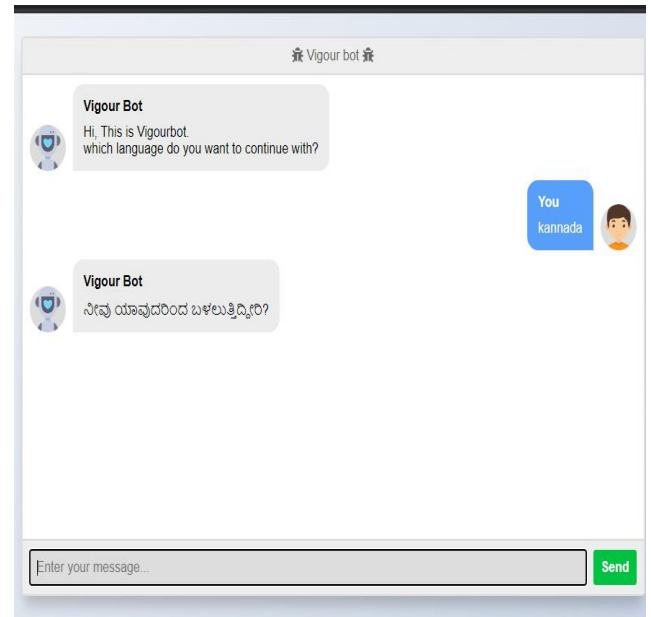 Vigour bot
Vigour Bot
Hi, This is Vigourbot.
which language do you want to continue with?
You
kannada
Vigour Bot
ನೀವು ಯಾವುದರಿಂದ ಬಳಲುತ್ತಿದ್ದೀರಿ?
Enter your message...
Send